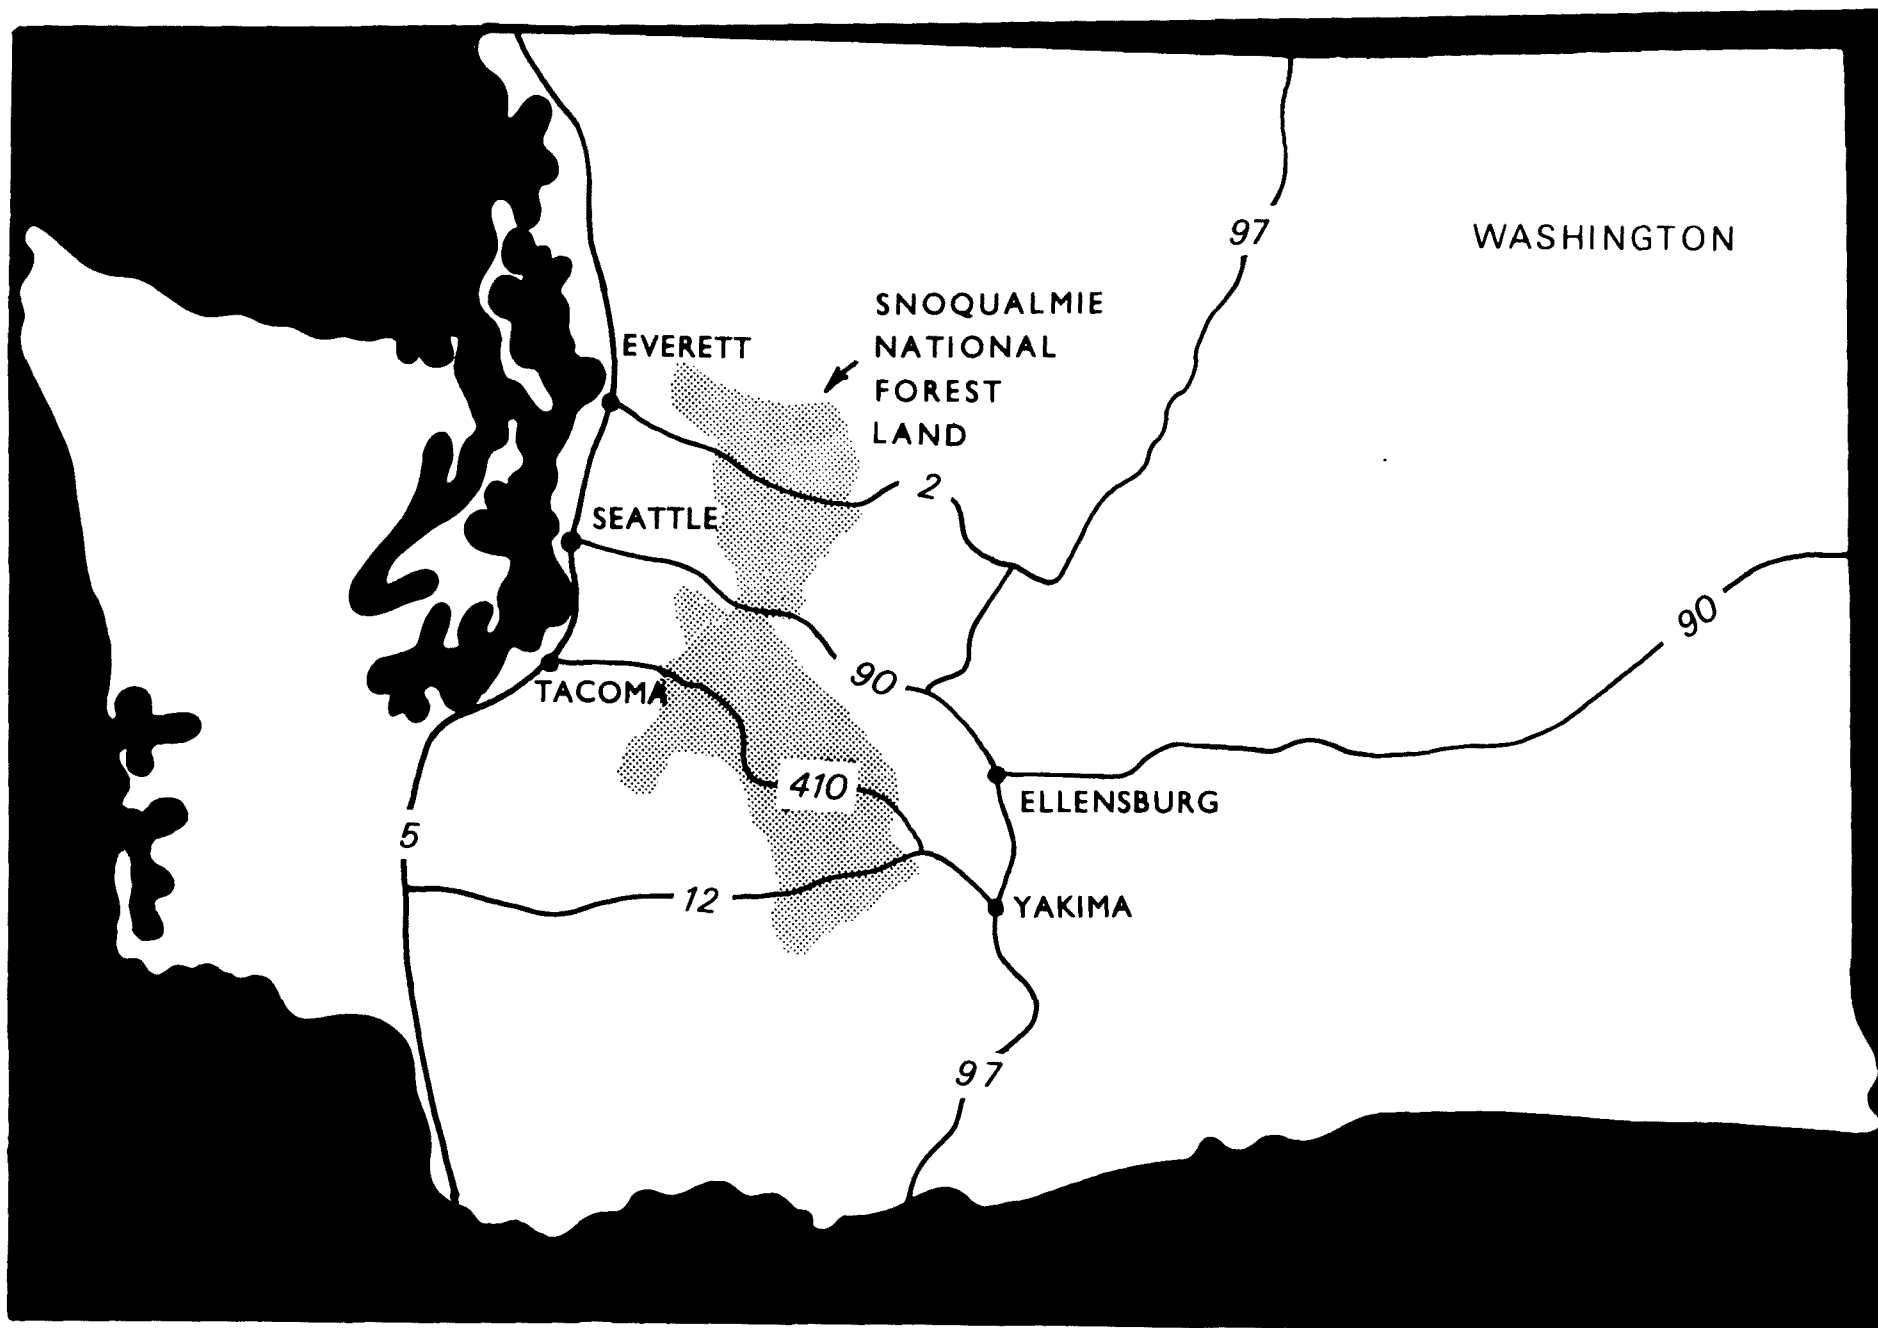 97
WASHINGTON
SNOQUALMIE
NATIONAL
FOREST
LAND
EVERETT
2
SEATTLE
90
90
TACOMA
410
ELLENSBURG
5
12
YAKIMA
97